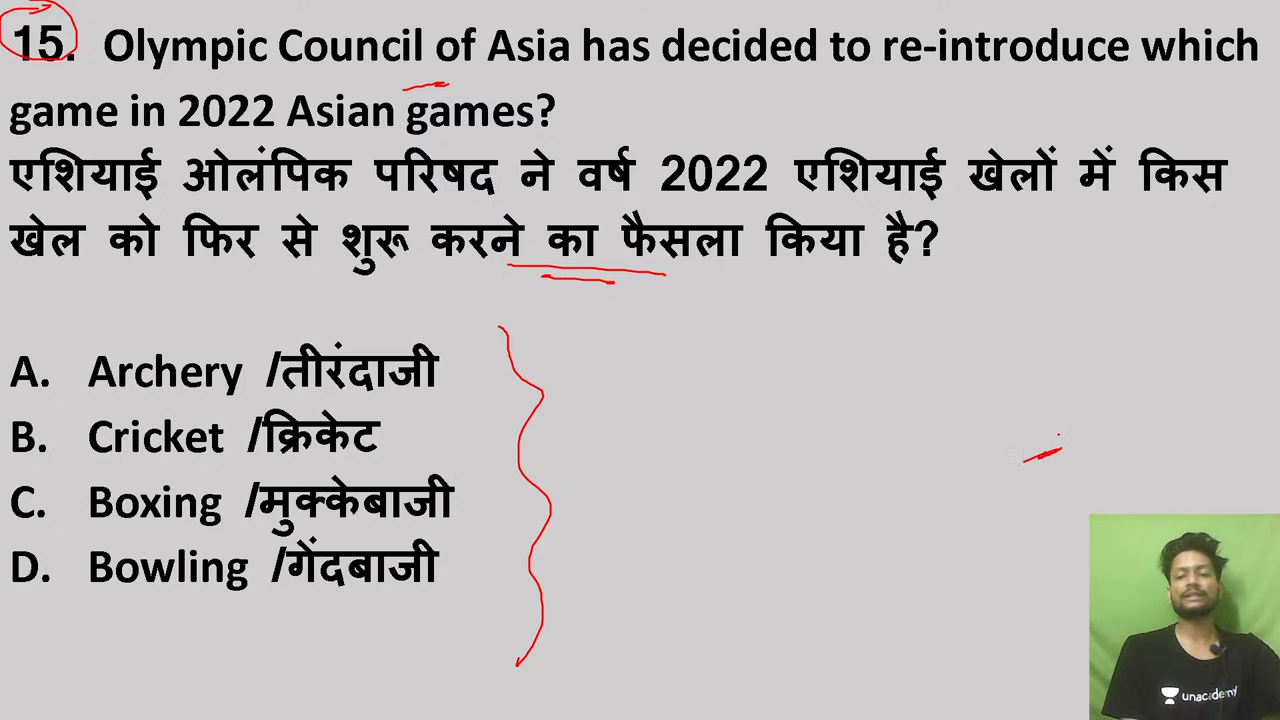 15. Olympic Council of Asia has decided to re-introduce which
game in 2022 Asian games?
एशियाई ओलंपिक परिषद ने वर्ष 2022 एशियाई खेलों में किस
खेल को फिर से शुरू करने का फैसला किया है?
A. Archery /तीरंदाजी
B. Cricket /क्रिकेट
C. Boxing /मुक्केबाजी
D. Bowling /गेंदबाजी
unacademy